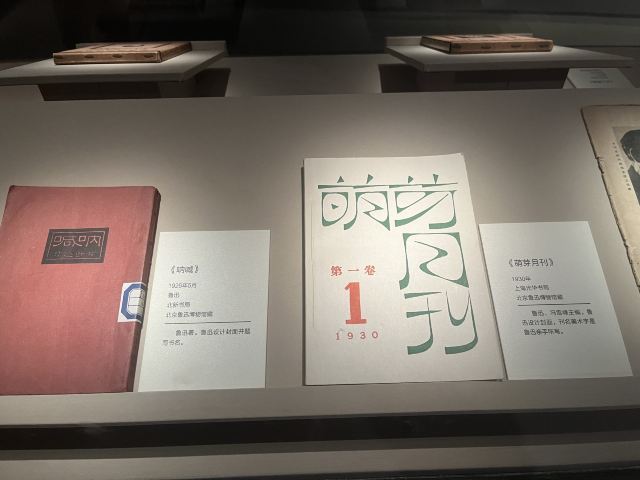 呐喊
《呐喊》
1926年5月
鲁迅
北新书局
北京鲁迅博物馆藏
鲁迅著。鲁迅设计封面并题
写书名。
萌芽
月刊
第一卷
1
1930
《萌芽月刊》
1930年
上海光华书局
北京鲁迅博物馆藏
鲁迅、冯雪峰主编。鲁
迅设计封面，刊名美术字是
鲁迅亲手所写。